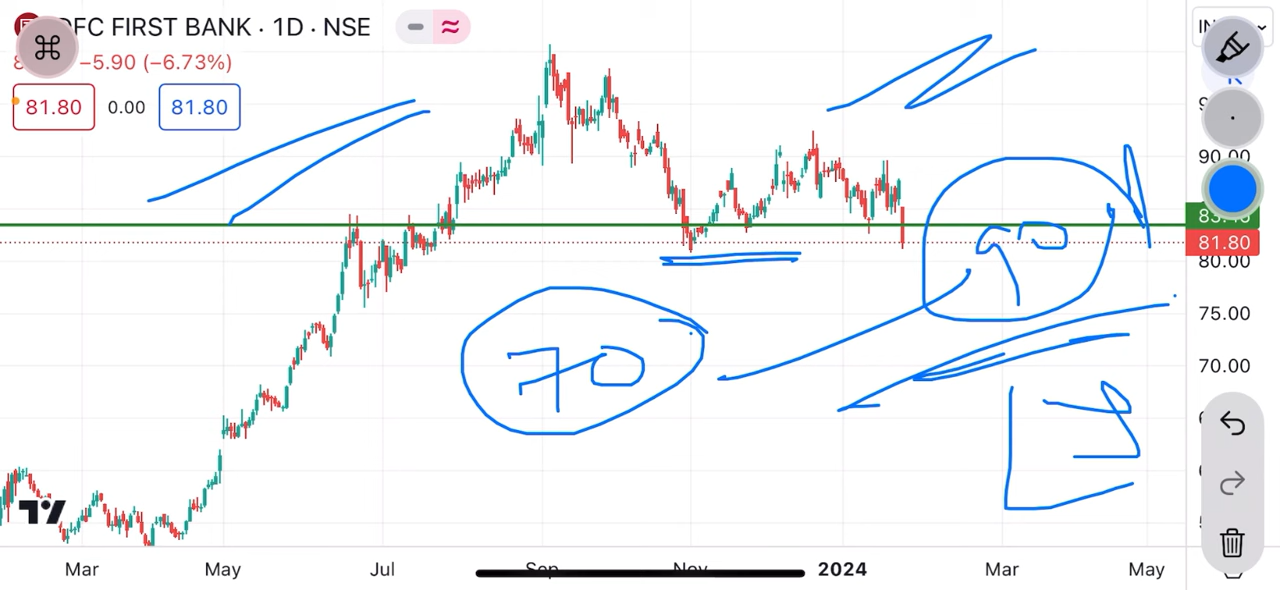 FC FIRST BANK · 1D · NSE
−5.90 (−6.73%)
81.80 0.00 81.80
90.00
81.80
80.00
75.00
70.00
90
70
Mar May Jul Sep Nov 2024 Mar May